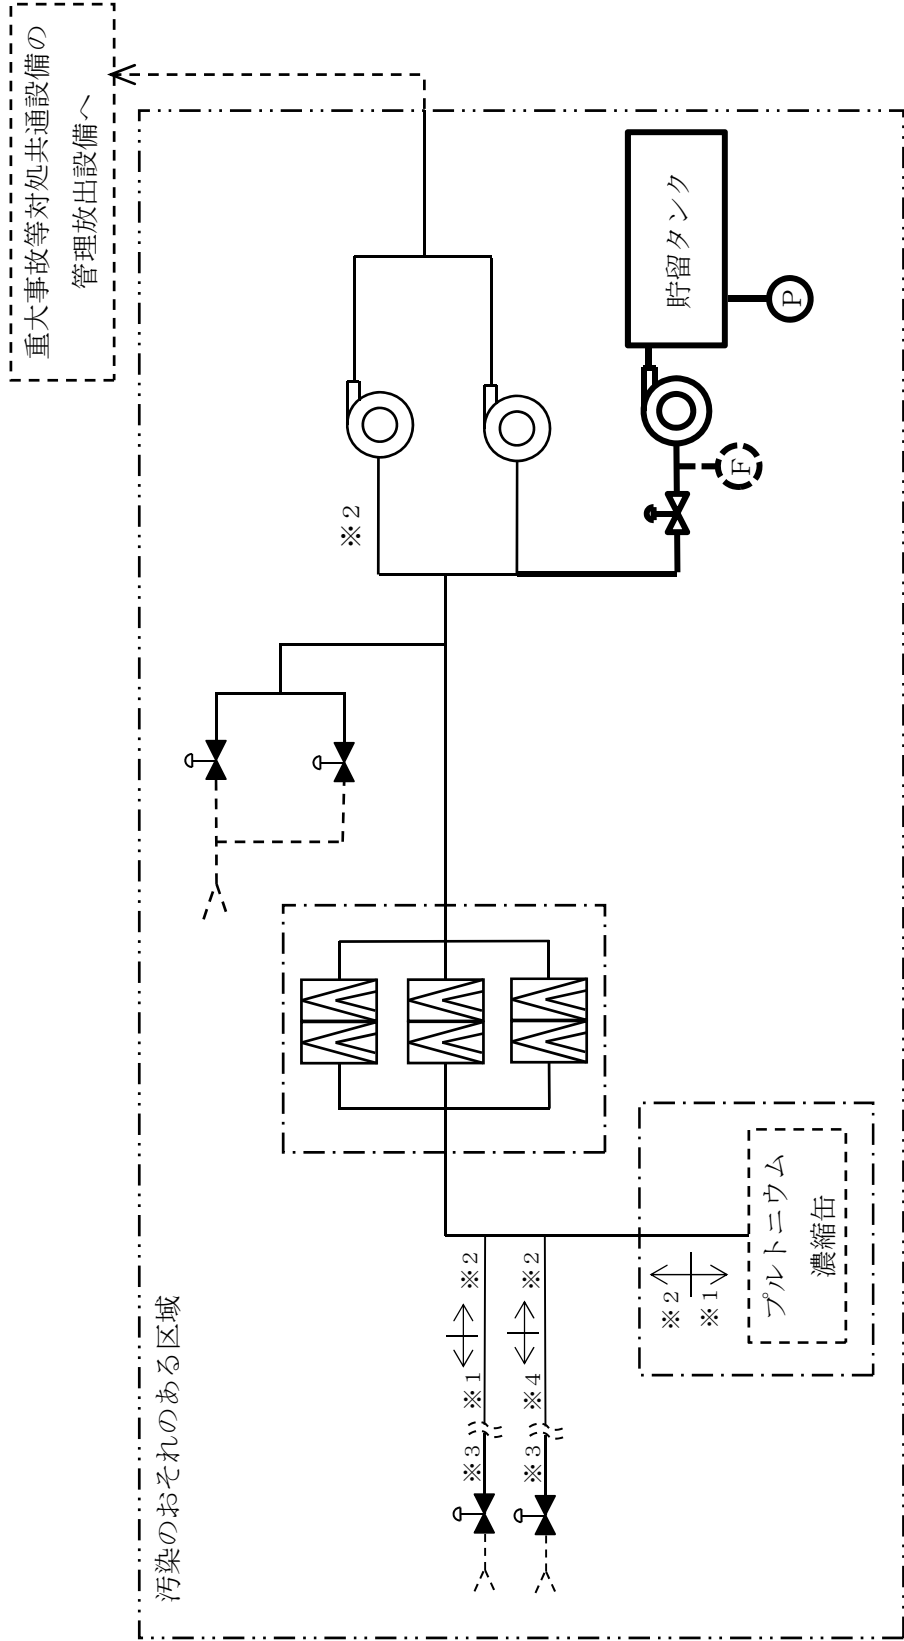 重大事故等対処共通設備の
管理放出設備へ
汚染のおそれのある区域
貯留タンク
P
F
※2
※3
※1
※2
※3
※4
※2
※2
※1
プルトニウム
濃縮缶